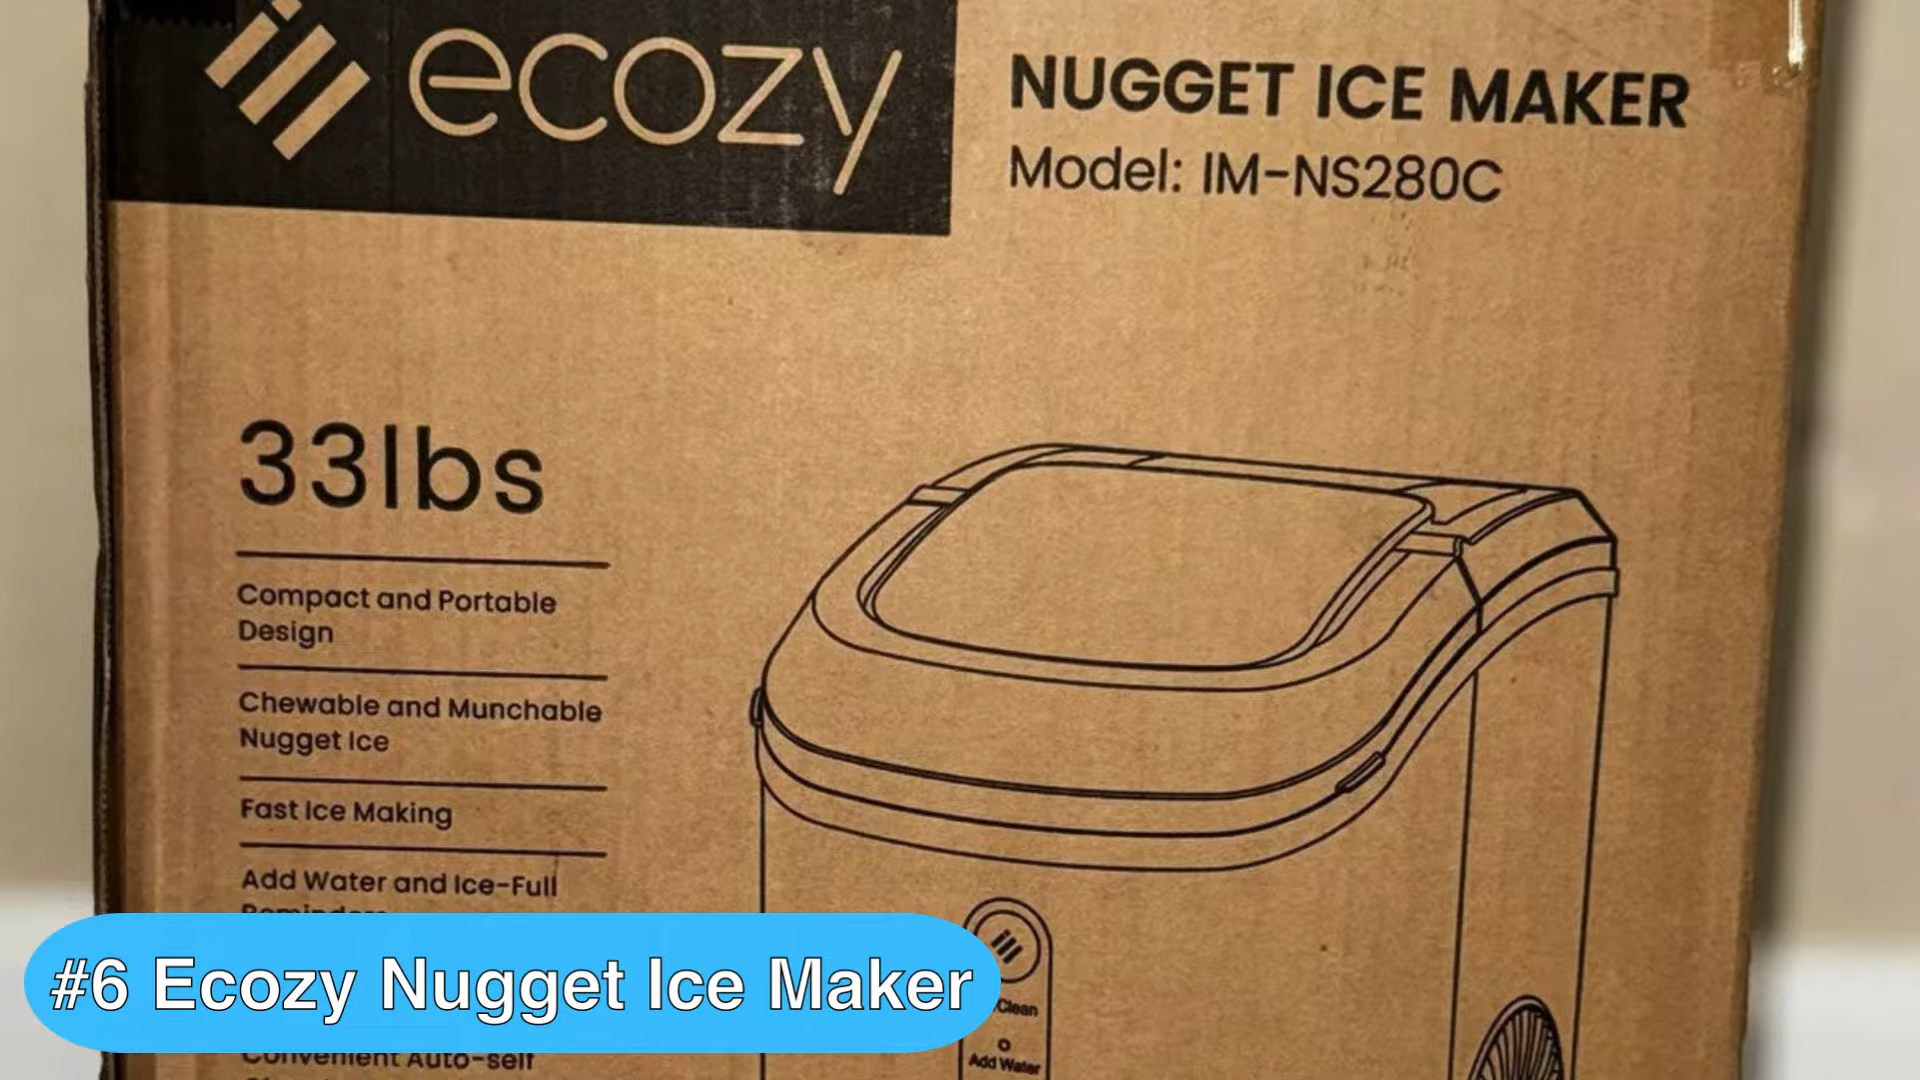 ecozy
NUGGET ICE MAKER
Model: IM-NS280C
33lbs
Compact and Portable
Design
Chewable and Munchable
Nugget Ice
Fast Ice Making
Add Water and Ice-Full
Reminders
#6 Ecozy Nugget Ice Maker
Clean
Convenient Auto-self
Add Water